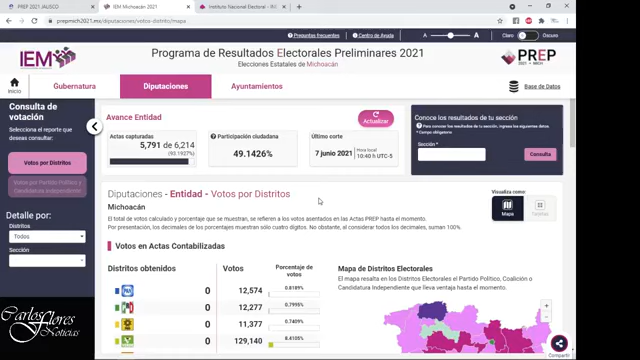 PREP 2021 JALISCO
IEM Michoacán 2021
Instituto Nacional Electoral - IN
prepmich2021.mx/diputaciones/votos-distrito/mapa
Preguntas frecuentes
Centro de Ayuda
A
A
Claro
Oscuro
IEM
Programa de Resultados Electorales Preliminares 2021
Elecciones Estatales de Michoacán
PREP
2021 • MICH
Inicio
Gubernatura
Diputaciones
Ayuntamientos
Base de Datos
Consulta de votación
Selecciona el reporte que deseas consultar:
Votos por Distritos
Votos por Partido Político y Candidatura Independiente
Detalle por:
Distritos
Todos
Sección
Avance Entidad
Actualizar
Actas capturadas
5,791 de 6,214
(93.1927%)
Participación ciudadana
49.1426%
Último corte
7 junio 2021
Hora local
10:40 h UTC-5
Conoce los resultados de tu sección
Para conocer los resultados de tu sección, ingresa los siguientes datos.
* Campo obligatorio
Sección *
Consulta
Diputaciones - Entidad - Votos por Distritos
Visualiza como:
Mapa
Michoacán
El total de votos calculado y porcentaje que se muestran, se refieren a los votos asentados en las Actas PREP hasta el momento.
Por presentación, los decimales de los porcentajes muestran sólo cuatro dígitos. No obstante, al considerar todos los decimales, suman 100%.
Votos en Actas Contabilizadas
Distritos obtenidos
Votos
Porcentaje de votos
PAN
0
12,574
0.8189%
PRI
0
12,277
0.7995%
0
11,377
0.7409%
VERDE
0
129,140
8.4105%
Mapa de Distritos Electorales
El mapa resalta en los Distritos Electorales el Partido Político, Coalición o Candidatura Independiente que lleva ventaja hasta el momento.
+
-
Compartir
Carlos Flores
Noticias